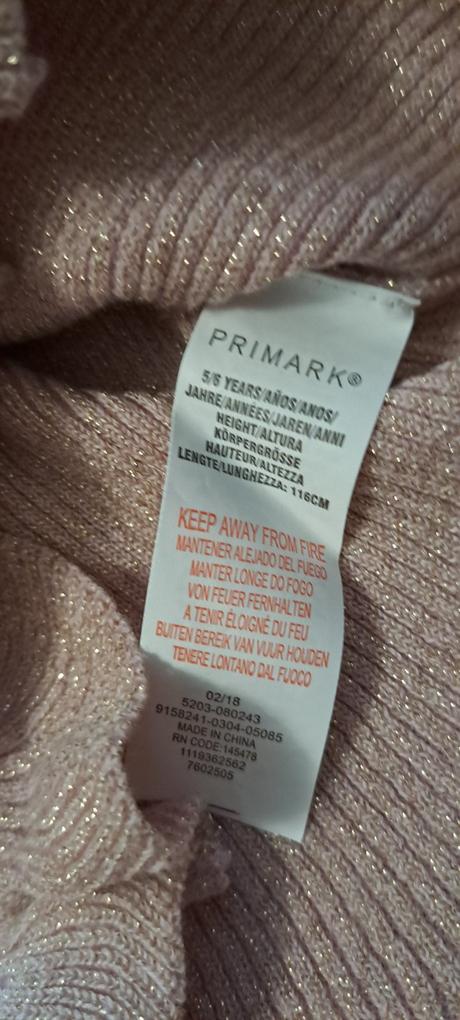 PRIMARK®
5/6 YEARS/AÑOS/ANOS/
JAHRE/ANNÉES/JAREN/ANNI
HEIGHT/ALTURA
KÖRPERGRÖSSE
HAUTEUR/ALTEZZA
LENGTE/LUNGHEZZA: 116CM
KEEP AWAY FROM FIRE
MANTENER ALEJADO DEL FUEGO
MANTER LONGE DO FOGO
VON FEUER FERNHALTEN
A TENIR ÉLOIGNÉ DU FEU
BUITEN BEREIK VAN VUUR HOUDEN
TENERE LONTANO DAL FUOCO
02/18
5203-080243
9158241-0304-05085
MADE IN CHINA
RN CODE:145478
1119362562
7602505